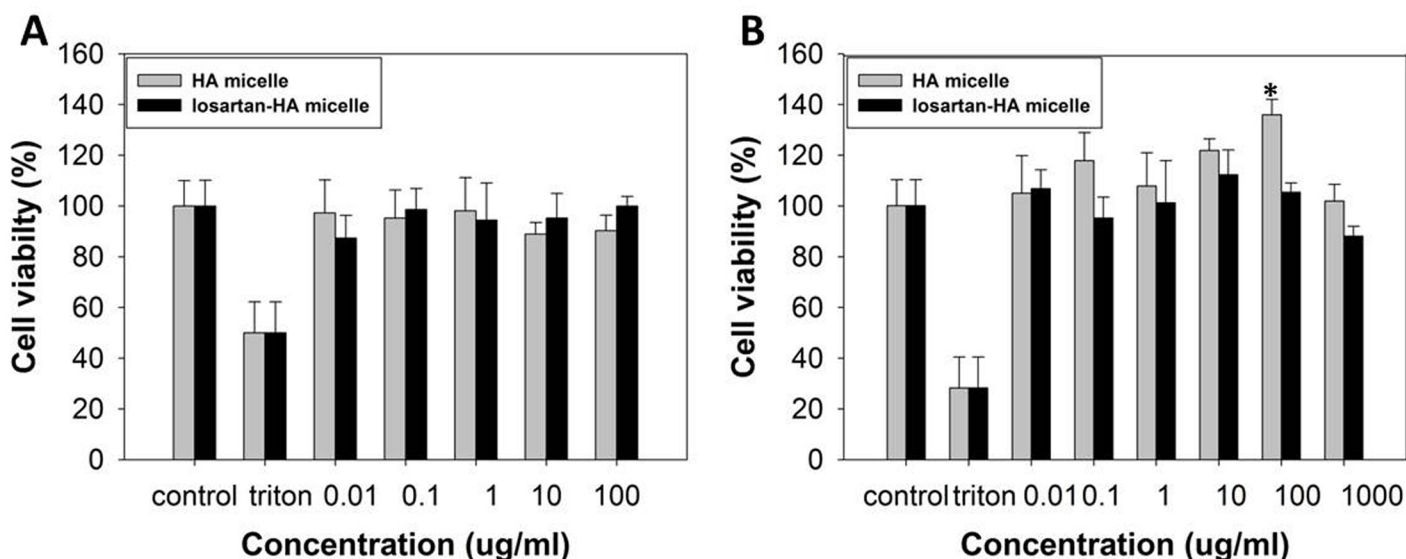 A
Cell viabilty (%)
160
140
120
100
80
60
40
20
0
HA micelle
losartan-HA micelle
control triton 0.01 0.1 1 10 100
Concentration (ug/ml)
B
Cell viability (%)
160
140
120
100
80
60
40
20
0
HA micelle
losartan-HA micelle
*
control triton 0.01 0.1 1 10 100 1000
Concentration (ug/ml)